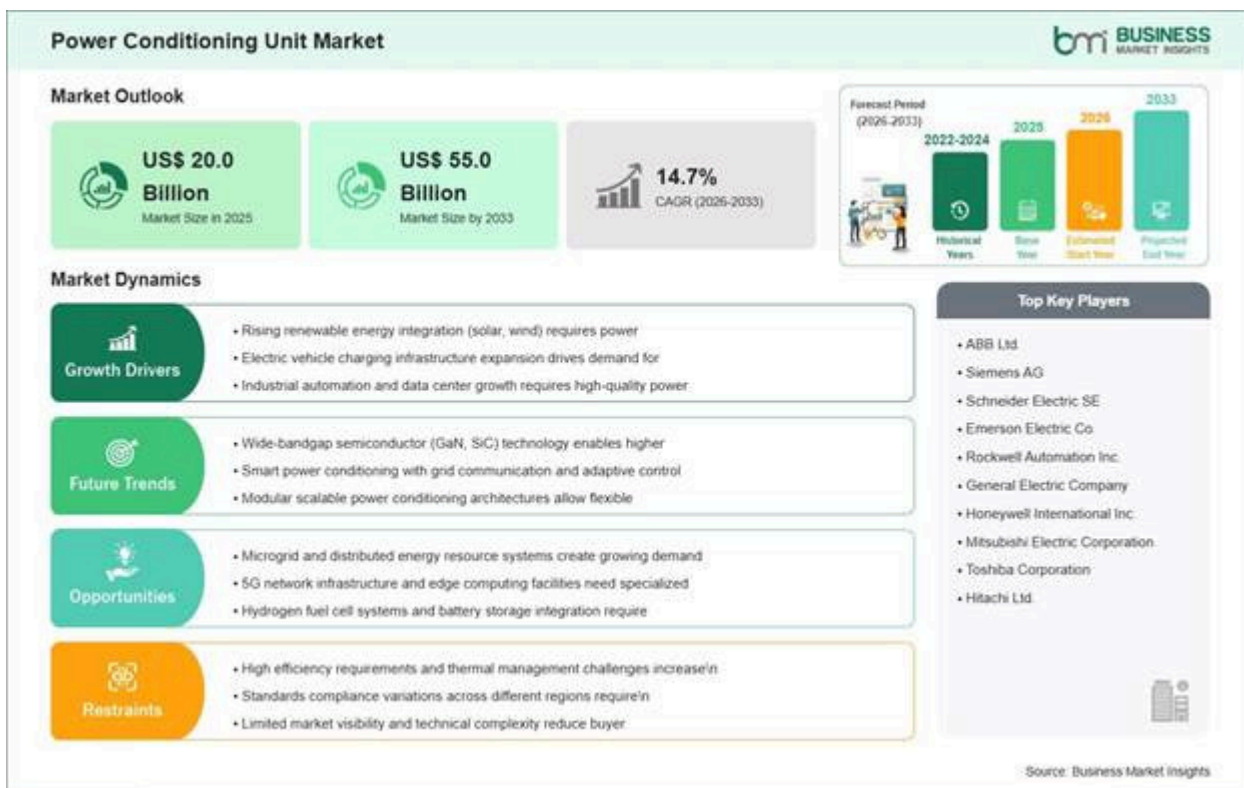 Power Conditioning Unit Market
bmi BUSINESS
MARKET INSIGHTS
Market Outlook
US$ 20.0
Billion
Market Size in 2025
US$ 55.0
Billion
Market Size by 2033
14.7%
CAGR (2026-2033)
Forecast Period
(2026-2033)
2022-2024
2025
2026
2033
Historical
Years
Base
Year
Estimated
Start Year
Projected
End Year
Market Dynamics
Growth Drivers
• Rising renewable energy integration (solar, wind) requires power
• Electric vehicle charging infrastructure expansion drives demand for
• Industrial automation and data center growth requires high-quality power
Future Trends
• Wide-bandgap semiconductor (GaN, SiC) technology enables higher
• Smart power conditioning with grid communication and adaptive control
• Modular scalable power conditioning architectures allow flexible
Opportunities
• Microgrid and distributed energy resource systems create growing demand
• 5G network infrastructure and edge computing facilities need specialized
• Hydrogen fuel cell systems and battery storage integration require
Restraints
• High efficiency requirements and thermal management challenges increase\n
• Standards compliance variations across different regions require\n
• Limited market visibility and technical complexity reduce buyer
Top Key Players
• ABB Ltd.
• Siemens AG
• Schneider Electric SE
• Emerson Electric Co.
• Rockwell Automation Inc.
• General Electric Company
• Honeywell International Inc.
• Mitsubishi Electric Corporation
• Toshiba Corporation
• Hitachi Ltd.
Source: Business Market Insights